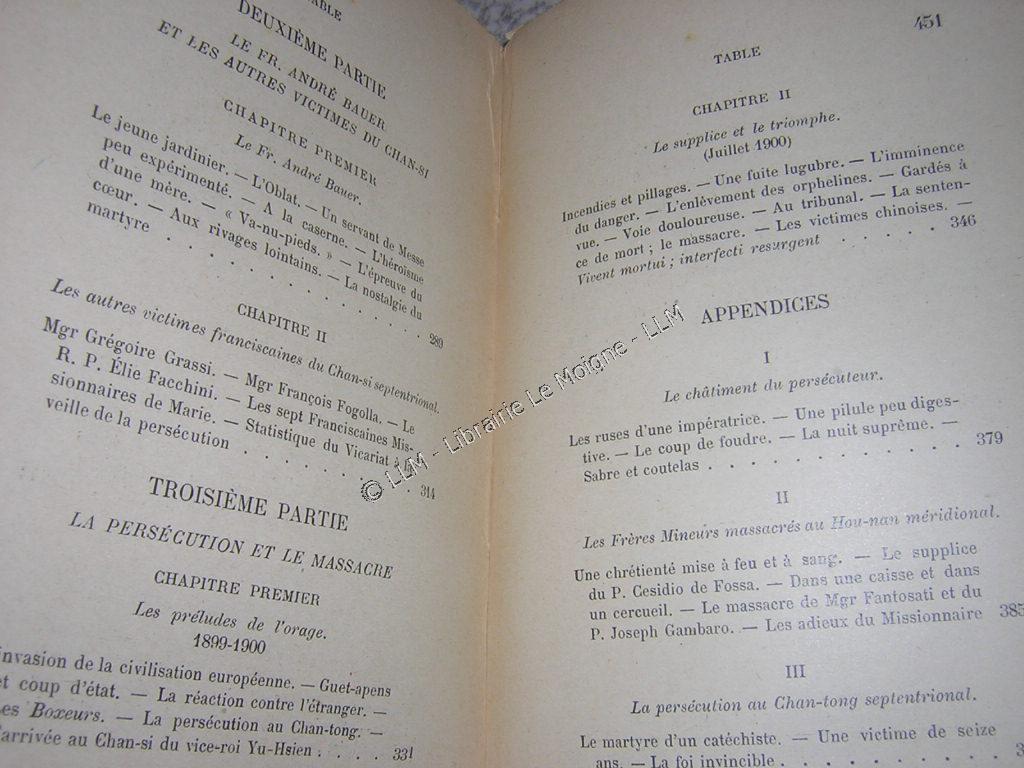 TABLE
DEUXIÈME PARTIE
LE FR. ANDRÉ BAUER
ET LES AUTRES VICTIMES DU CHAN-SI
CHAPITRE PREMIER
Le Fr. André Bauer.
Le jeune jardinier. — L'Oblat. — Un servant de Messe
peu expérimenté. — A la caserne. — L'héroïsme
d'une mère. — « Va-nu-pieds. » — L'épreuve du
cœur. — Aux rivages lointains. — La nostalgie du
martyre . . . . . . . . . . . 289
CHAPITRE II
Les autres victimes franciscaines du Chan-si septentrional.
Mgr Grégoire Grassi. — Mgr François Fogolla. — Le
R. P. Élie Facchini. — Les sept Franciscaines Mis-
sionnaires de Marie. — Statistique du Vicariat à la
veille de la persécution . . . . . . . 314
TROISIÈME PARTIE
LA PERSÉCUTION ET LE MASSACRE
CHAPITRE PREMIER
Les préludes de l'orage.
1899-1900
invasion de la civilisation européenne. — Guet-apens
et coup d'état. — La réaction contre l'étranger. —
Les Boxeurs. — La persécution au Chan-tong. —
'arrivée au Chan-si du vice-roi Yu-Hsien . . . . 331
451
TABLE
CHAPITRE II
Le supplice et le triomphe.
(Juillet 1900)
Incendies et pillages. — Une fuite lugubre. — L'imminence
du danger. — L'enlèvement des orphelines. — Gardés à
vue. — Voie douloureuse. — Au tribunal. — La senten-
ce de mort ; le massacre. — Les victimes chinoises. —
Vivent mortui ; interfecti resurgent . . . . . . 346
APPENDICES
I
Le châtiment du persécuteur.
Les ruses d'une impératrice. — Une pilule peu diges-
tive. — Le coup de foudre. — La nuit suprême. —
Sabre et coutelas . . . . . . . . . . 379
II
Les Frères Mineurs massacrés au Hou-nan méridional.
Une chrétienté mise à feu et à sang. — Le supplice
du P. Cesidio de Fossa. — Dans une caisse et dans
un cercueil. — Le massacre de Mgr Fantosati et du
P. Joseph Gambaro. — Les adieux du Missionnaire 385
III
La persécution au Chan-tong septentrional.
Le martyre d'un catéchiste. — Une victime de seize
ans. — La foi invincible . . . . . . . .
© LLM - Librairie Le Moigne - LLM